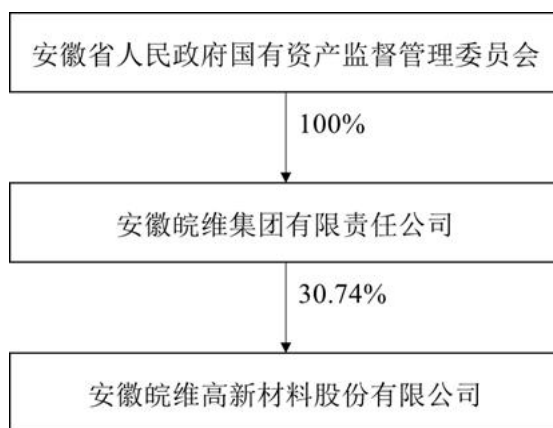 安徽省人民政府国有资产监督管理委员会
100%
安徽皖维集团有限责任公司
30.74%
安徽皖维高新材料股份有限公司